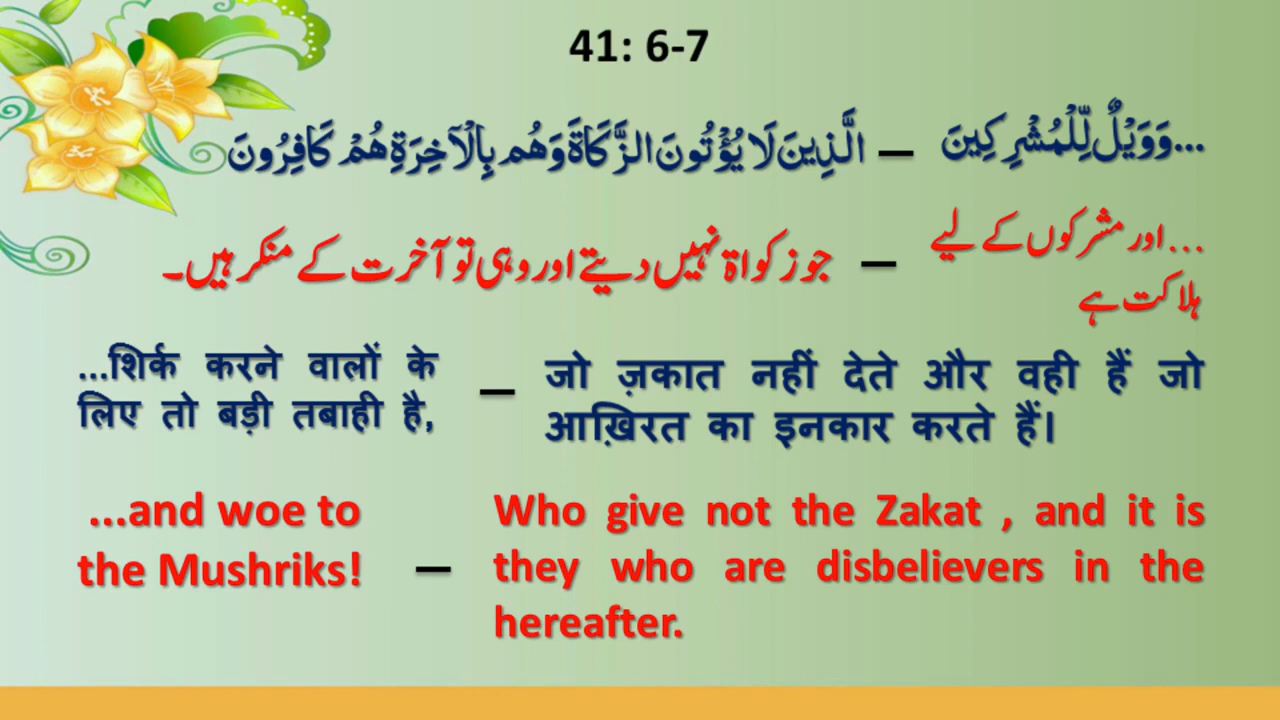 41: 6-7
...وَوَيْلٌ لِّلْمُشْرِكِينَ – الَّذِينَ لَا يُؤْتُونَ الزَّكَاةَ وَهُم بِالْآخِرَةِ هُمْ كَافِرُونَ
...اور مشرکوں کے لیے
ہلاکت ہے – جو زکواۃ نہیں دیتے اور وہی تو آخرت کے منکر ہیں۔
...शिर्क करने वालों के
लिए तो बड़ी तबाही है,
–
जो ज़कात नहीं देते और वही हैं जो
आख़िरत का इनकार करते हैं।
...and woe to
the Mushriks!
–
Who give not the Zakat , and it is
they who are disbelievers in the
hereafter.